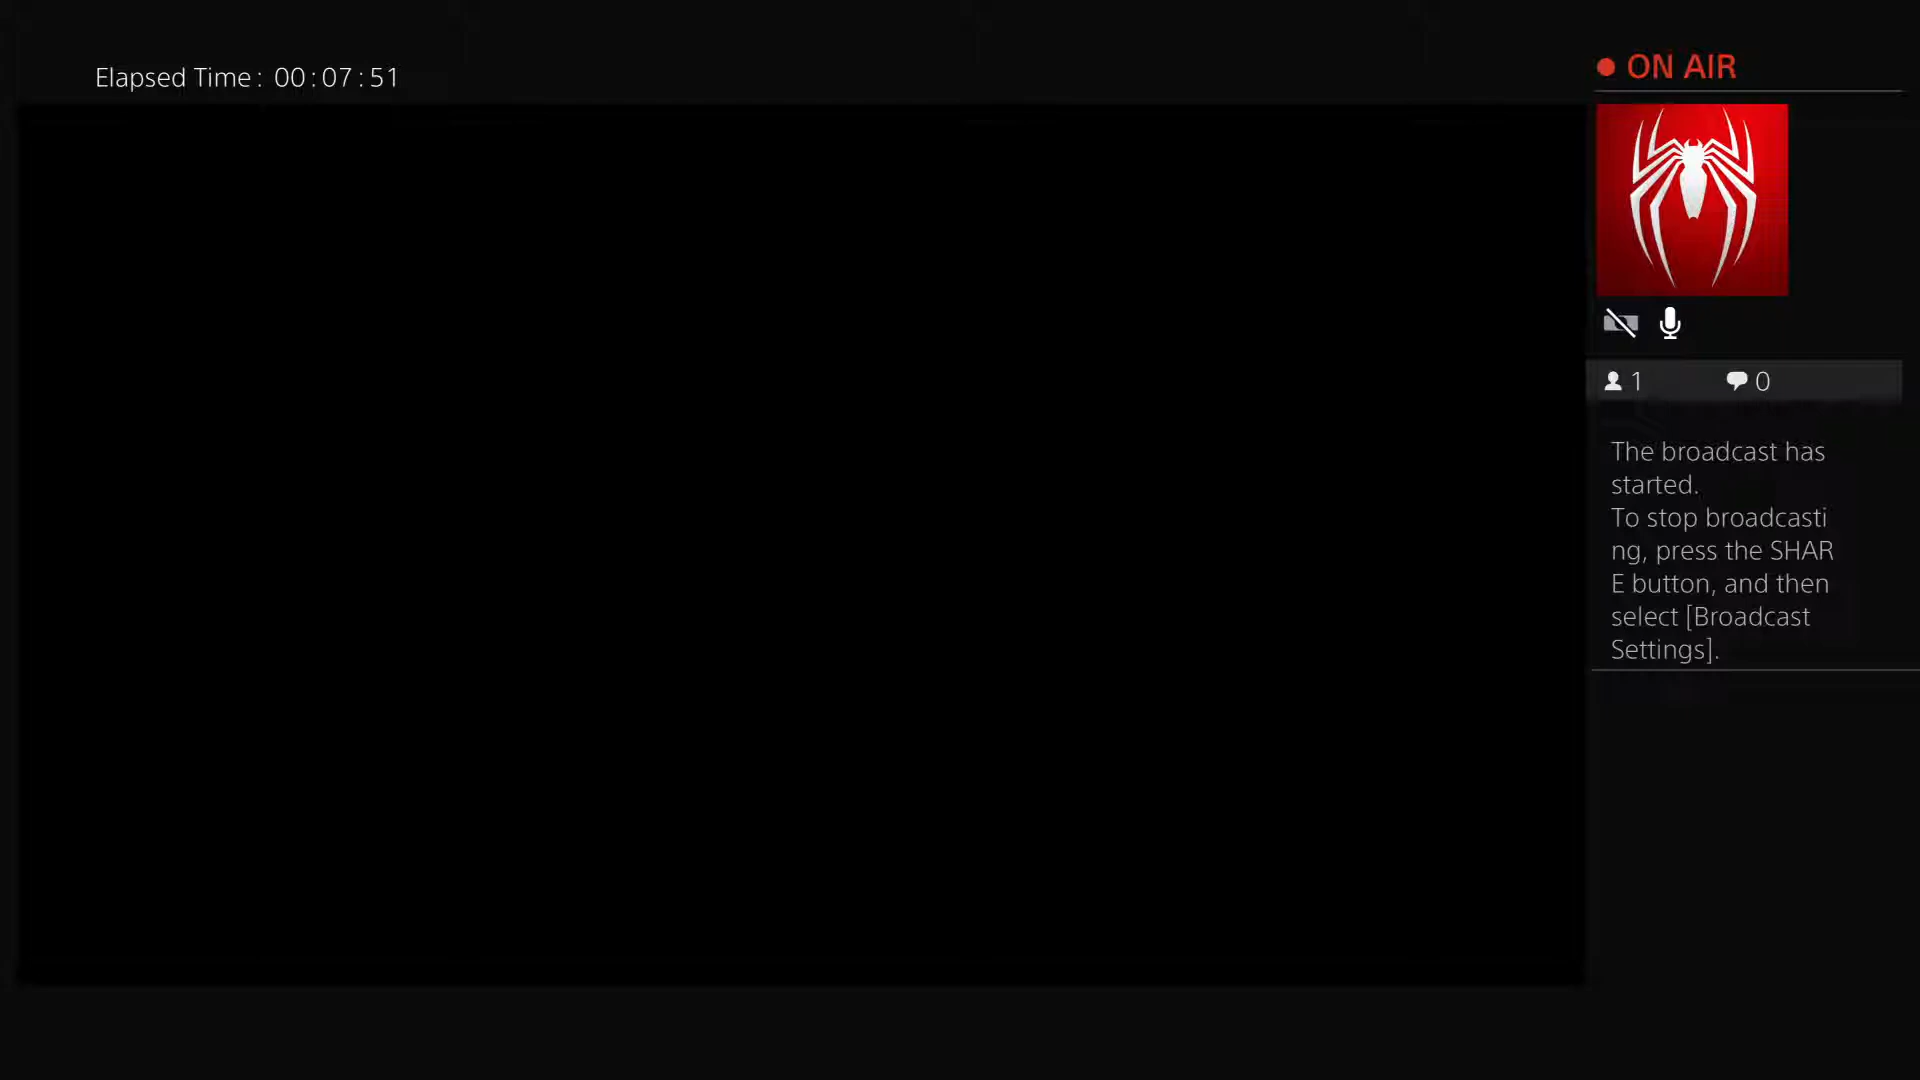 Elapsed Time: 00:07:51
ON AIR
1 0
The broadcast has
started.
To stop broadcasti
ng, press the SHAR
E button, and then
select [Broadcast
Settings].